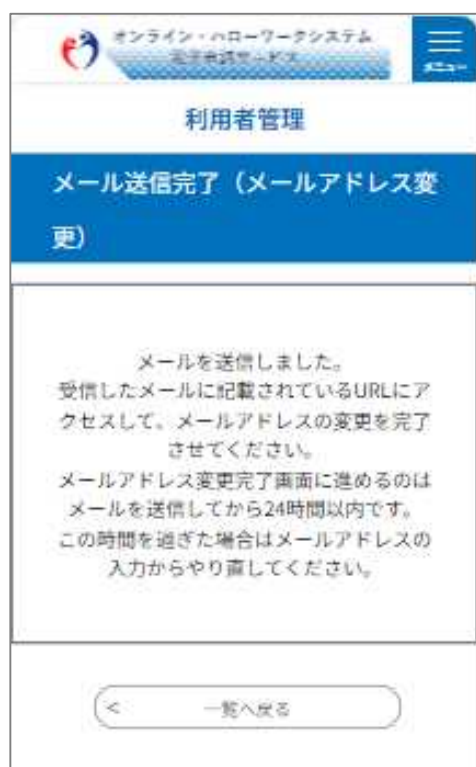 オンライン・ハローワークシステム
電子申請サービス
メニュー
利用者管理
メール送信完了（メールアドレス変
更）
メールを送信しました。
受信したメールに記載されているURLにア
クセスして、メールアドレスの変更を完了
させてください。
メールアドレス変更完了画面に進めるのは
メールを送信してから24時間以内です。
この時間を過ぎた場合はメールアドレスの
入力からやり直してください。
< 一覧へ戻る